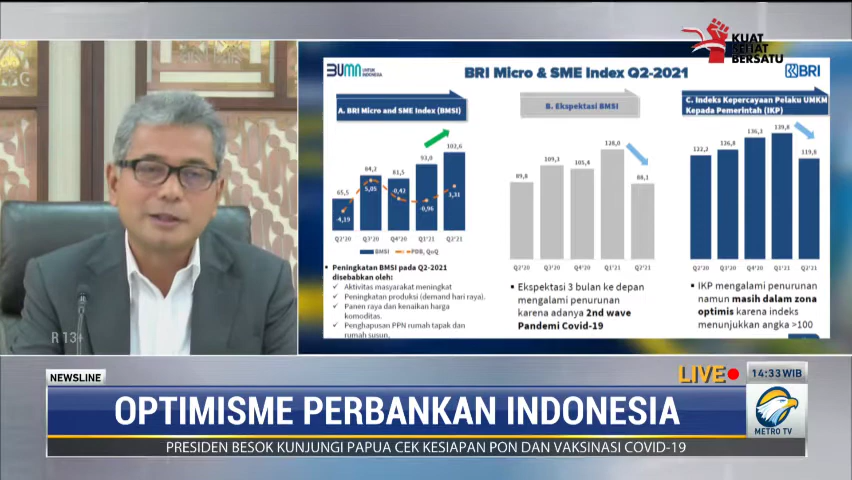 KUAT
SEHAT
BERSATU
BUMN
UNTUK
INDONESIA
BRI Micro & SME Index Q2-2021
BRI
A. BRI Micro and SME Index (BMSI)
65,5
84,2
81,5
93,0
102,6
-4,19
5,05
-0,42
-0,96
3,31
Q2'20 Q3'20 Q4'20 Q1'21 Q2'21
BMSI PDB, QoQ
Peningkatan BMSI pada Q2-2021
disebabkan oleh:
Aktivitas masyarakat meningkat
Peningkatan produksi (demand hari raya).
Panen raya dan kenaikan harga
komoditas.
Penghapusan PPN rumah tapak dan
rumah susun.
B. Ekspektasi BMSI
89,8
109,3
105,4
128,0
88,1
Q2'20 Q3'20 Q4'20 Q1'21 Q2'21
Ekspektasi 3 bulan ke depan
mengalami penurunan
karena adanya 2nd wave
Pandemi Covid-19
C. Indeks Kepercayaan Pelaku UMKM
Kepada Pemerintah (IKP)
122,2
126,8
136,2
139,8
119,8
Q2'20 Q3'20 Q4'20 Q1'21 Q2'21
IKP mengalami penurunan
namun masih dalam zona
optimis karena indeks
menunjukkan angka >100
R 13+
LIVE
14:33 WIB
NEWSLINE
OPTIMISME PERBANKAN INDONESIA
METRO TV
PRESIDEN BESOK KUNJUNGI PAPUA CEK KESIAPAN PON DAN VAKSINASI COVID-19